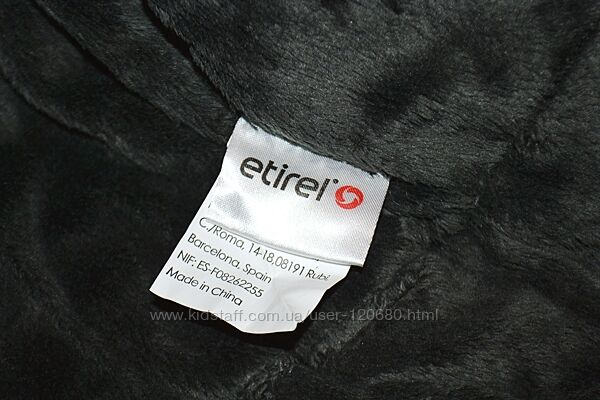 etirel
C./Roma, 14-18,08191 Rubí
Barcelona, Spain
NIF: ES-F08262255
Made in China
www.kidstaff.com.ua/user-120680.html